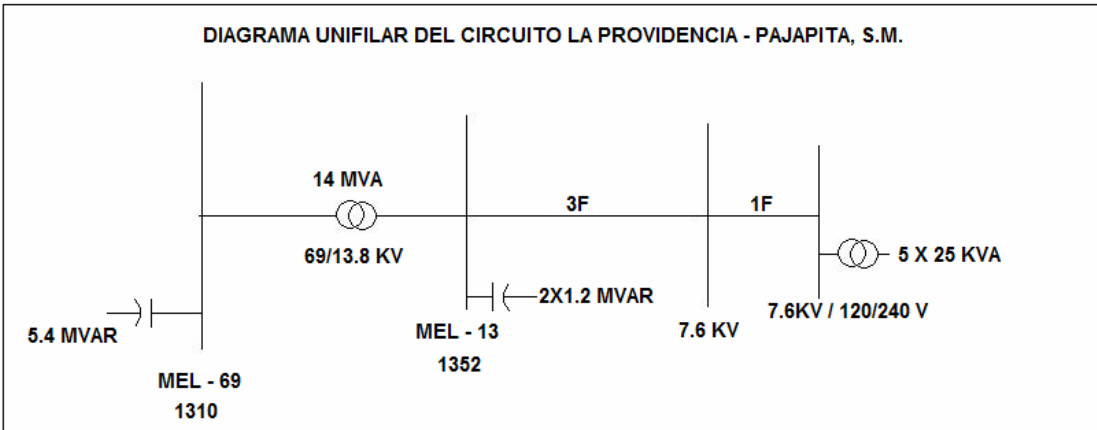 DIAGRAMA UNIFILAR DEL CIRCUITO LA PROVIDENCIA - PAJAPITA, S.M.
14 MVA
69/13.8 KV
3F
1F
5 X 25 KVA
2X1.2 MVAR
5.4 MVAR
MEL - 69
1310
MEL - 13
1352
7.6 KV
7.6KV / 120/240 V